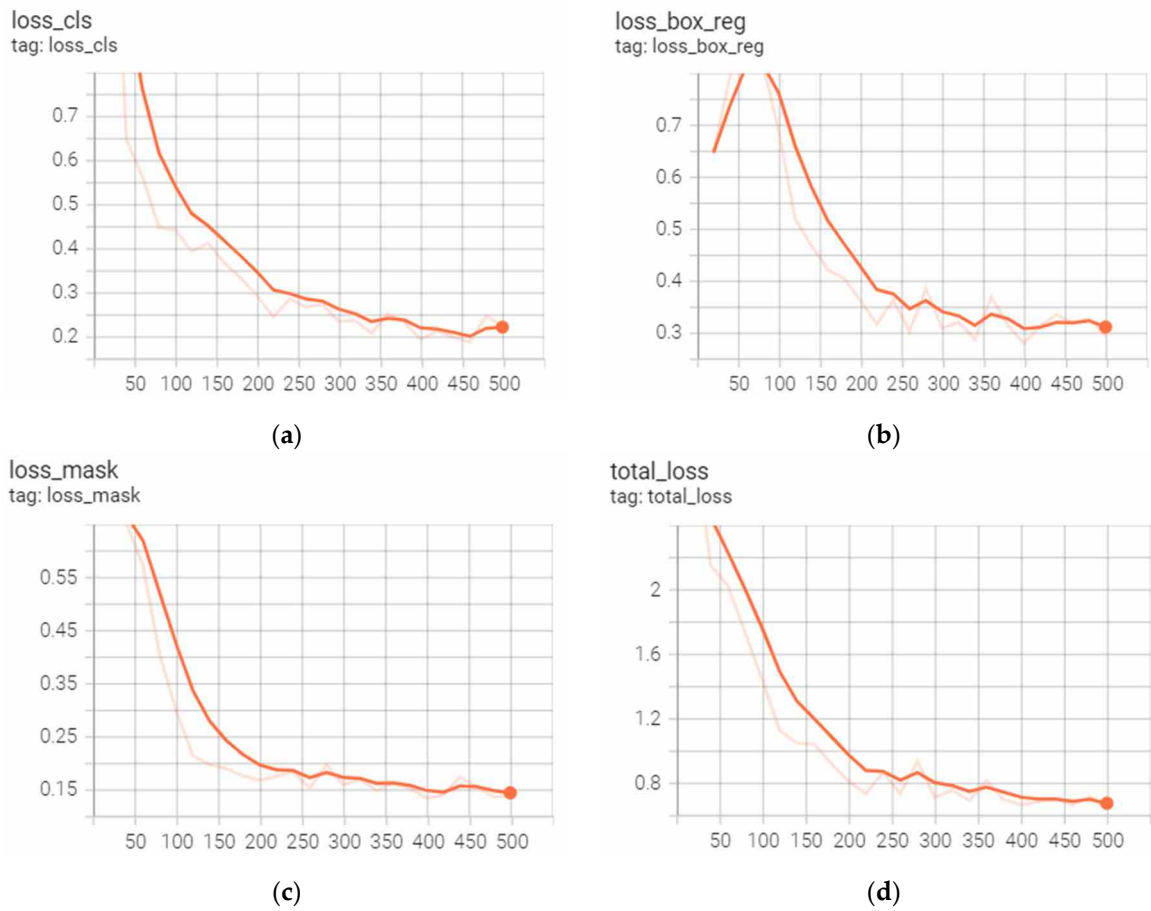 loss_cls
tag: loss_cls
0.7
0.6
0.5
0.4
0.3
0.2
50 100 150 200 250 300 350 400 450 500
(a)
loss_box_reg
tag: loss_box_reg
0.7
0.6
0.5
0.4
0.3
50 100 150 200 250 300 350 400 450 500
(b)
loss_mask
tag: loss_mask
0.55
0.45
0.35
0.25
0.15
50 100 150 200 250 300 350 400 450 500
(c)
total_loss
tag: total_loss
2
1.6
1.2
0.8
50 100 150 200 250 300 350 400 450 500
(d)